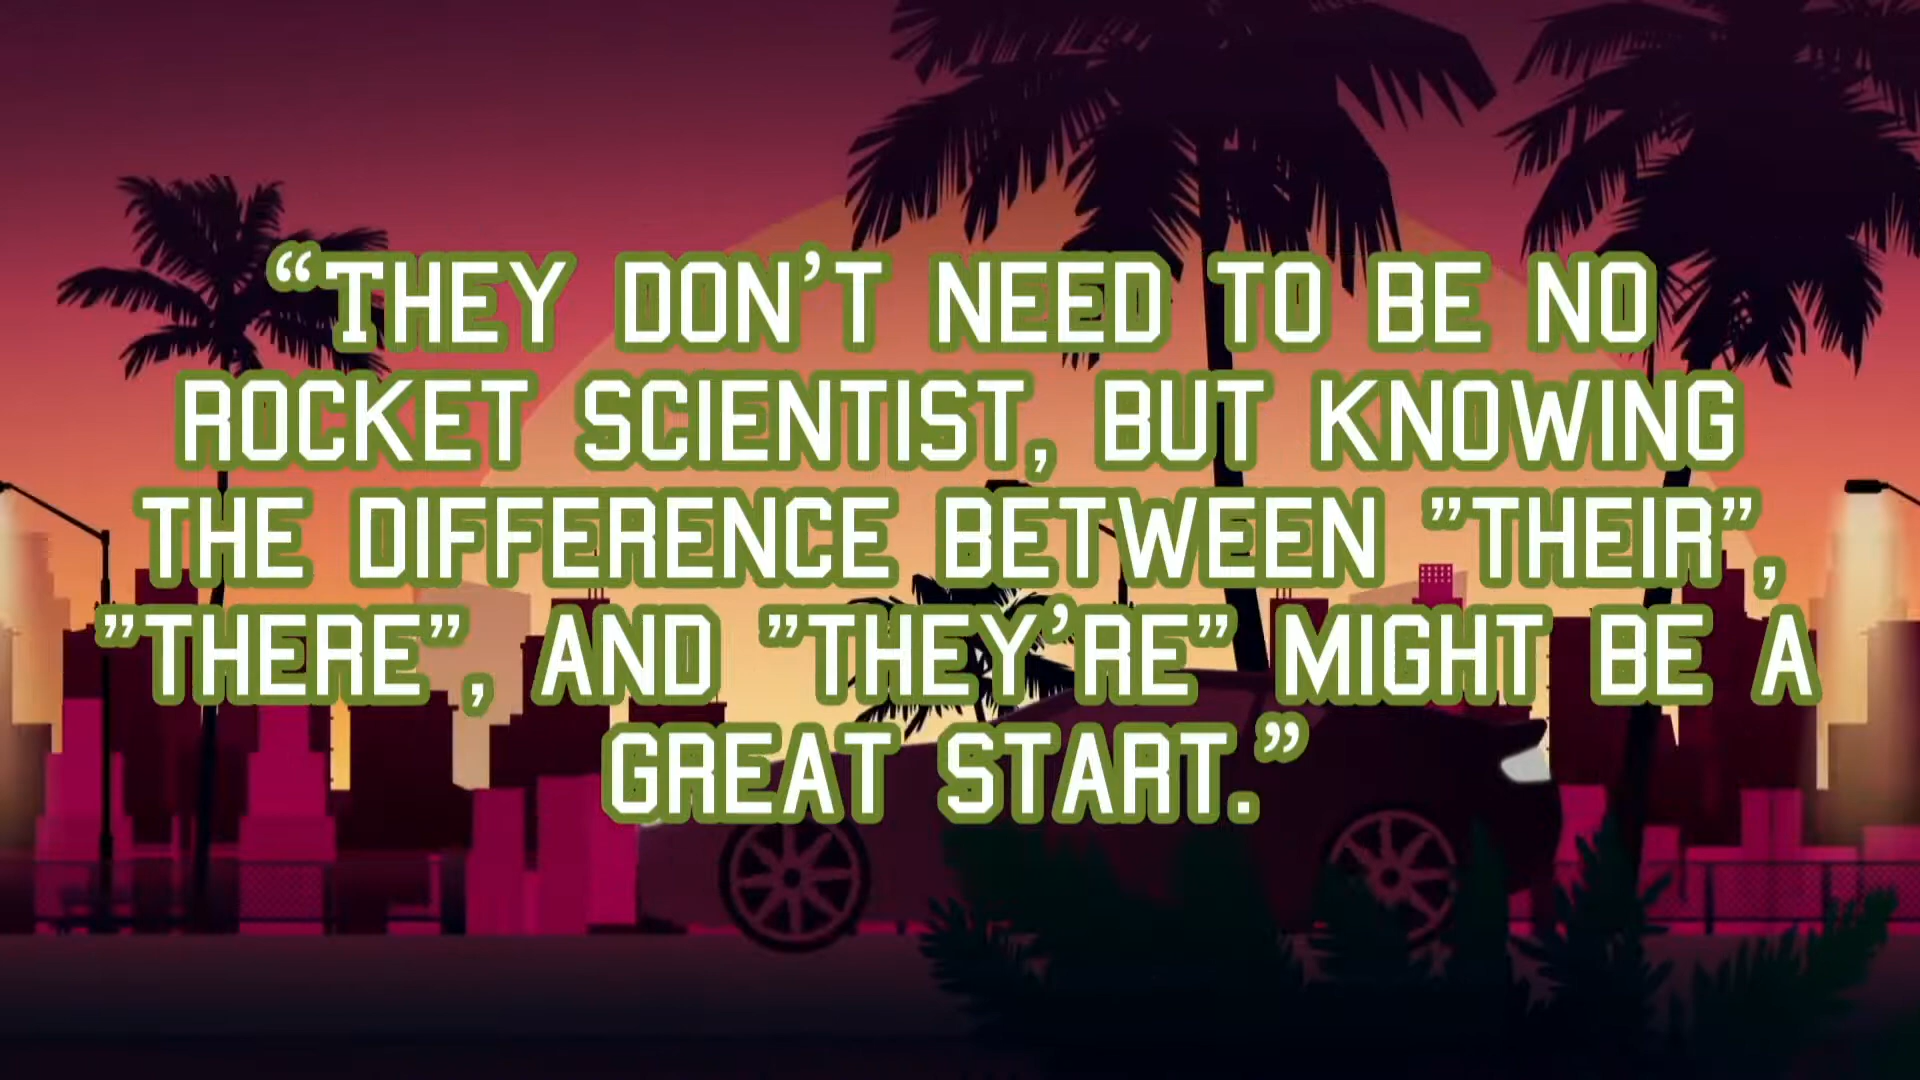 “THEY DON’T NEED TO BE NO
ROCKET SCIENTIST, BUT KNOWING
THE DIFFERENCE BETWEEN ”THEIR”,
”THERE”, AND ”THEY’RE” MIGHT BE A
GREAT START.”